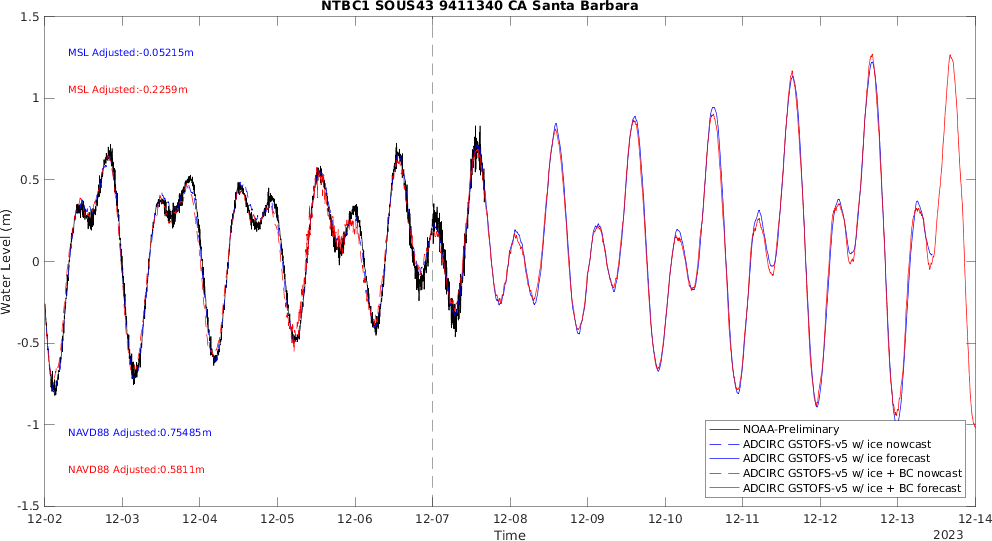 NTBC1 SOUS43 9411340 CA Santa Barbara
1.5
1
0.5
0
-0.5
-1
-1.5
Water Level (m)
MSL Adjusted:-0.05215m
MSL Adjusted:-0.2259m
NAVD88 Adjusted:0.75485m
NAVD88 Adjusted:0.5811m
NOAA-Preliminary
ADCIRC GSTOFS-v5 w/ ice nowcast
ADCIRC GSTOFS-v5 w/ ice forecast
ADCIRC GSTOFS-v5 w/ ice + BC nowcast
ADCIRC GSTOFS-v5 w/ ice + BC forecast
12-02 12-03 12-04 12-05 12-06 12-07 12-08 12-09 12-10 12-11 12-12 12-13 12-14
Time
2023